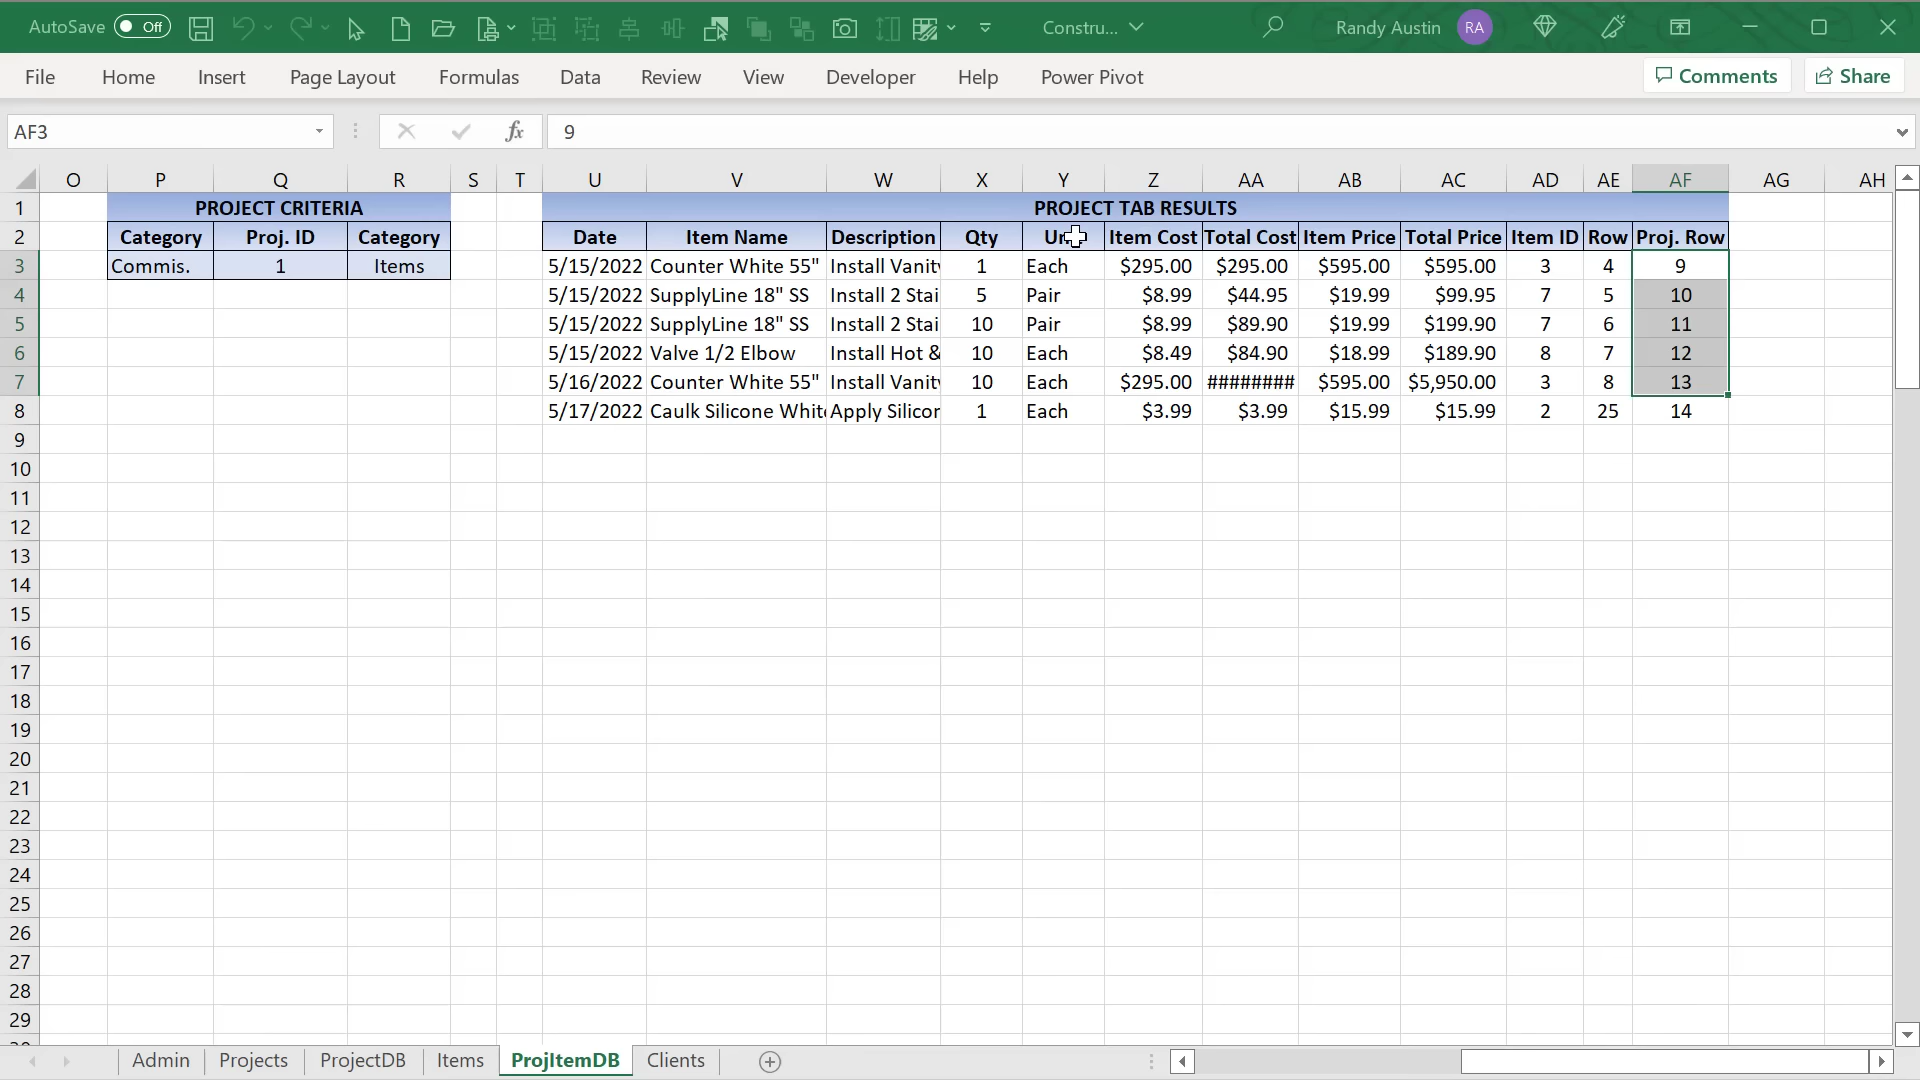 AutoSave Off Constru... Randy Austin RA
File Home Insert Page Layout Formulas Data Review View Developer Help Power Pivot Comments Share
AF3 fx 9
O P Q R S T U V W X Y Z AA AB AC AD AE AF AG AH
1 PROJECT CRITERIA PROJECT TAB RESULTS
2 Category Proj. ID Category Date Item Name Description Qty Item Cost Total Cost Item Price Total Price Item ID Row Proj. Row
3 Commis. 1 Items 5/15/2022 Counter White 55" Install Vanit 1 Each $295.00 $295.00 $595.00 $595.00 3 4 9
4 5/15/2022 SupplyLine 18" SS Install 2 Stai 5 Pair $8.99 $44.95 $19.99 $99.95 7 5 10
5 5/15/2022 SupplyLine 18" SS Install 2 Stai 10 Pair $8.99 $89.90 $19.99 $199.90 7 6 11
6 5/15/2022 Valve 1/2 Elbow Install Hot & 10 Each $8.49 $84.90 $18.99 $189.90 8 7 12
7 5/16/2022 Counter White 55" Install Vanit 10 Each $295.00 ######## $595.00 $5,950.00 3 8 13
8 5/17/2022 Caulk Silicone Whit Apply Silicor 1 Each $3.99 $3.99 $15.99 $15.99 2 25 14
9
10
11
12
13
14
15
16
17
18
19
20
21
22
23
24
25
26
27
28
29
Admin Projects ProjectDB Items ProjItemDB Clients